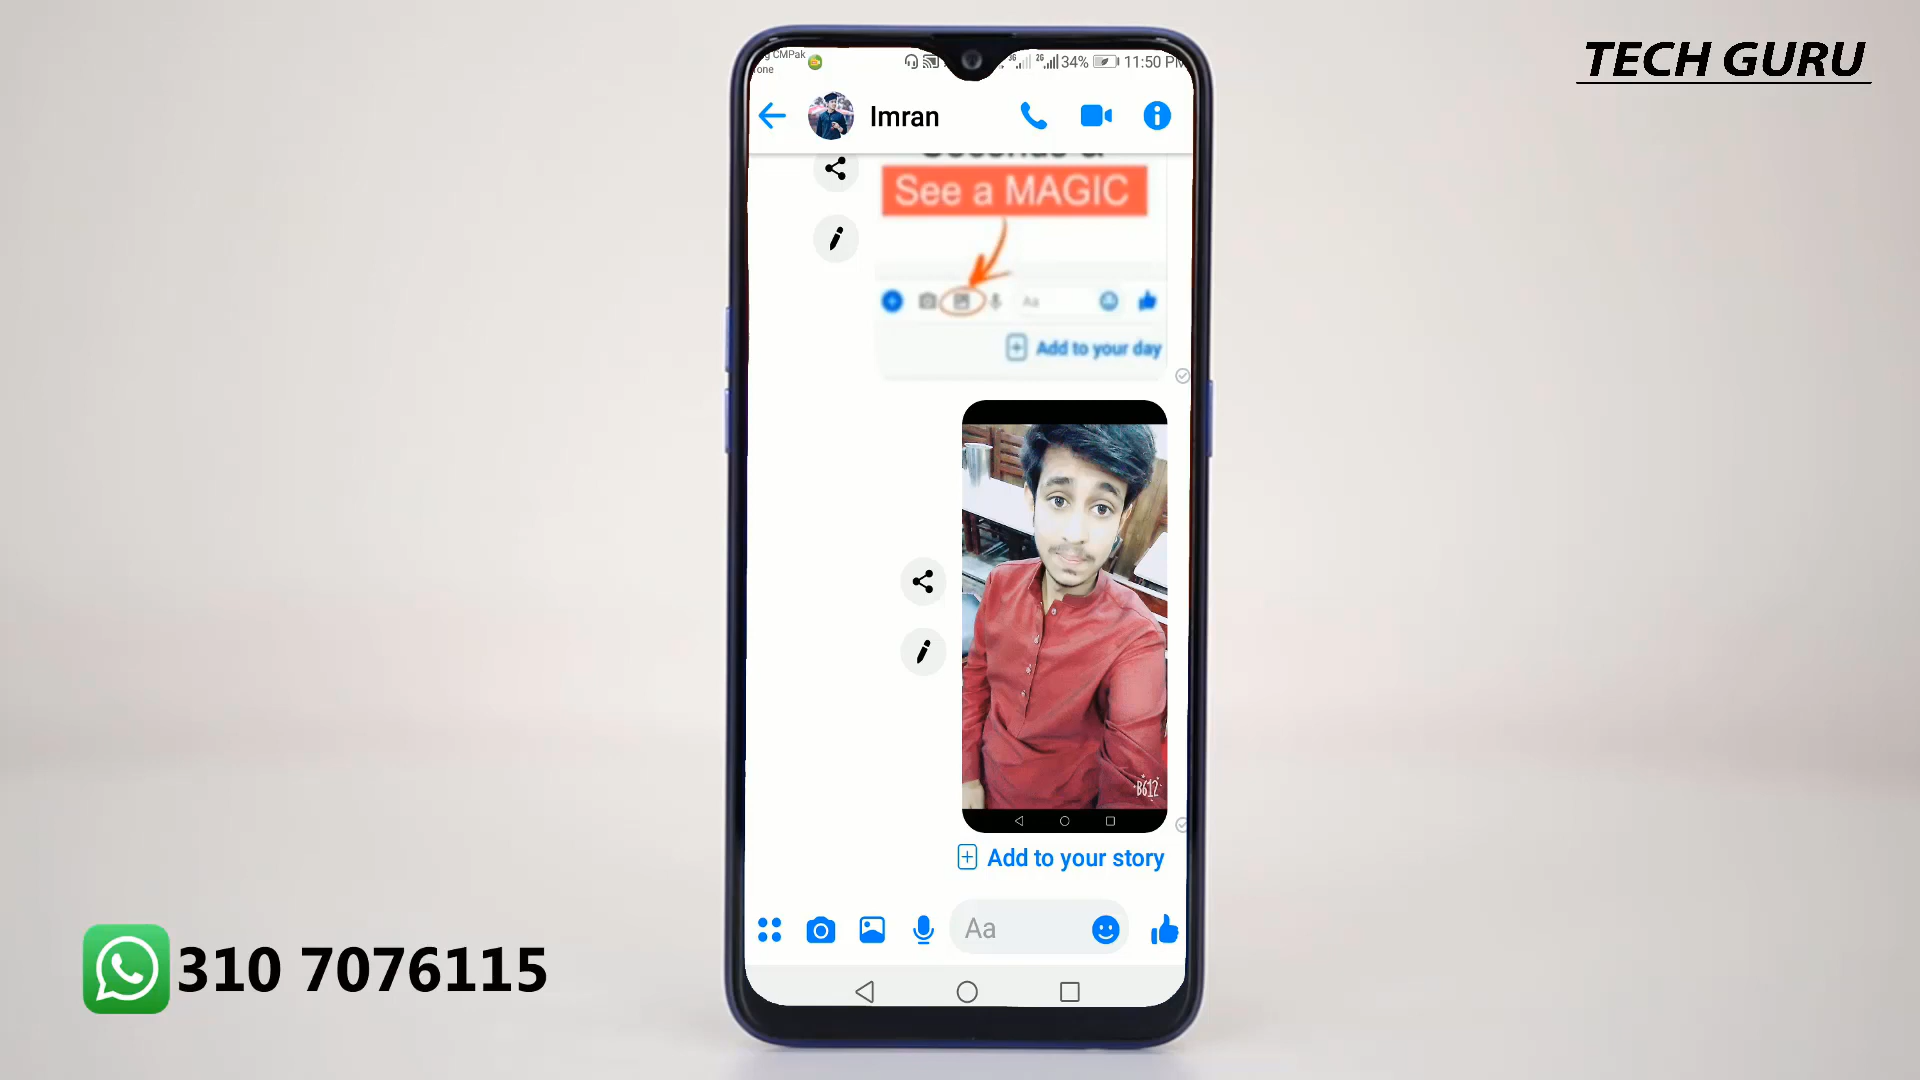 TECH GURU
CMPak
34% 11:50 PM
Imran
See a MAGIC
Aa
Add to your day
B612
Add to your story
Aa
310 7076115